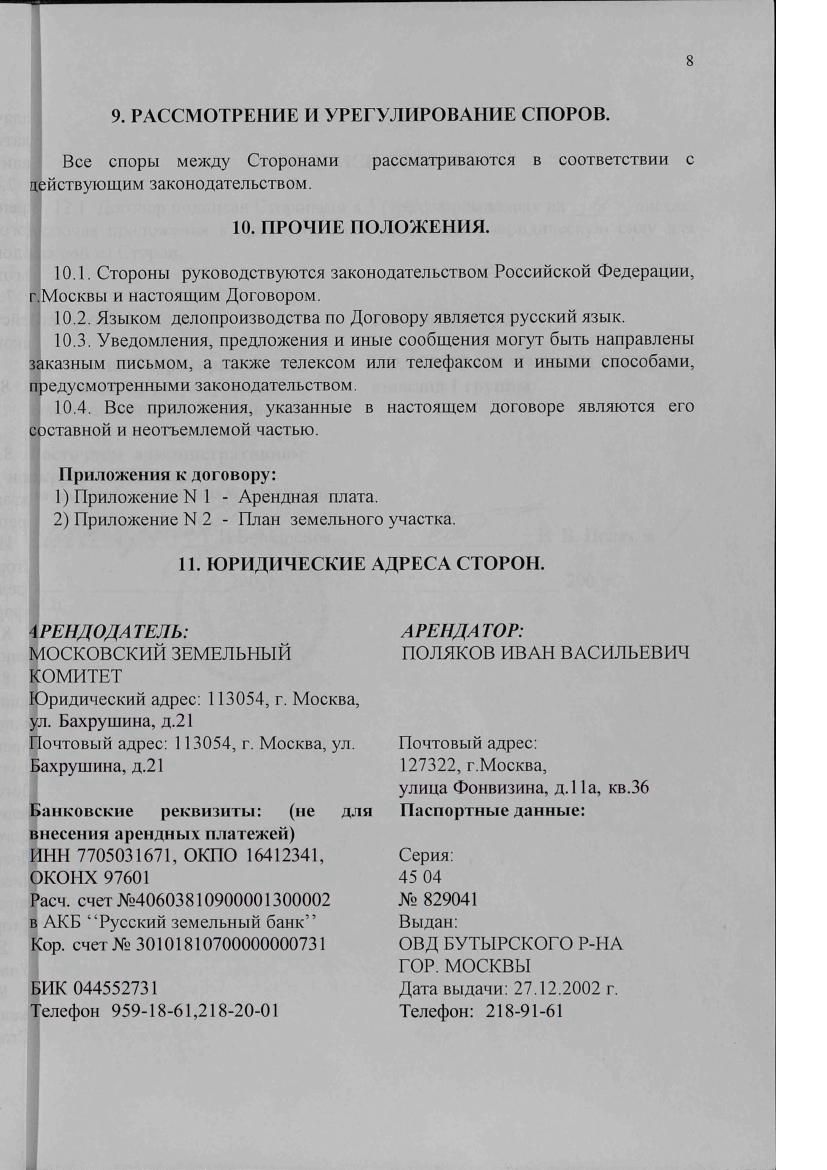 8
9. РАССМОТРЕНИЕ И УРЕГУЛИРОВАНИЕ СПОРОВ.
Все споры между Сторонами рассматриваются в соответствии с
действующим законодательством.
10. ПРОЧИЕ ПОЛОЖЕНИЯ.
10.1. Стороны руководствуются законодательством Российской Федерации,
г.Москвы и настоящим Договором.
10.2. Языком делопроизводства по Договору является русский язык.
10.3. Уведомления, предложения и иные сообщения могут быть направлены
заказным письмом, а также телексом или телефаксом и иными способами,
предусмотренными законодательством.
10.4. Все приложения, указанные в настоящем договоре являются его
составной и неотъемлемой частью.
Приложения к договору:
1) Приложение N 1 - Арендная плата.
2) Приложение N 2 - План земельного участка.
11. ЮРИДИЧЕСКИЕ АДРЕСА СТОРОН.
АРЕНДОДАТЕЛЬ:
МОСКОВСКИЙ ЗЕМЕЛЬНЫЙ
КОМИТЕТ
Юридический адрес: 113054, г. Москва,
ул. Бахрушина, д.21
Почтовый адрес: 113054, г. Москва, ул.
Бахрушина, д.21
Банковские реквизиты: (не для
внесения арендных платежей)
ИНН 7705031671, ОКПО 16412341,
ОКОНХ 97601
Расч. счет №40603810900001300002
в АКБ ‘‘Русский земельный банк’’
Кор. счет № 30101810700000000731
БИК 044552731
Телефон 959-18-61,218-20-01
АРЕНДАТОР:
ПОЛЯКОВ ИВАН ВАСИЛЬЕВИЧ
Почтовый адрес:
127322, г.Москва,
улица Фонвизина, д.11а, кв.36
Паспортные данные:
Серия:
45 04
№ 829041
Выдан:
ОВД БУТЫРСКОГО Р-НА
ГОР. МОСКВЫ
Дата выдачи: 27.12.2002 г.
Телефон: 218-91-61